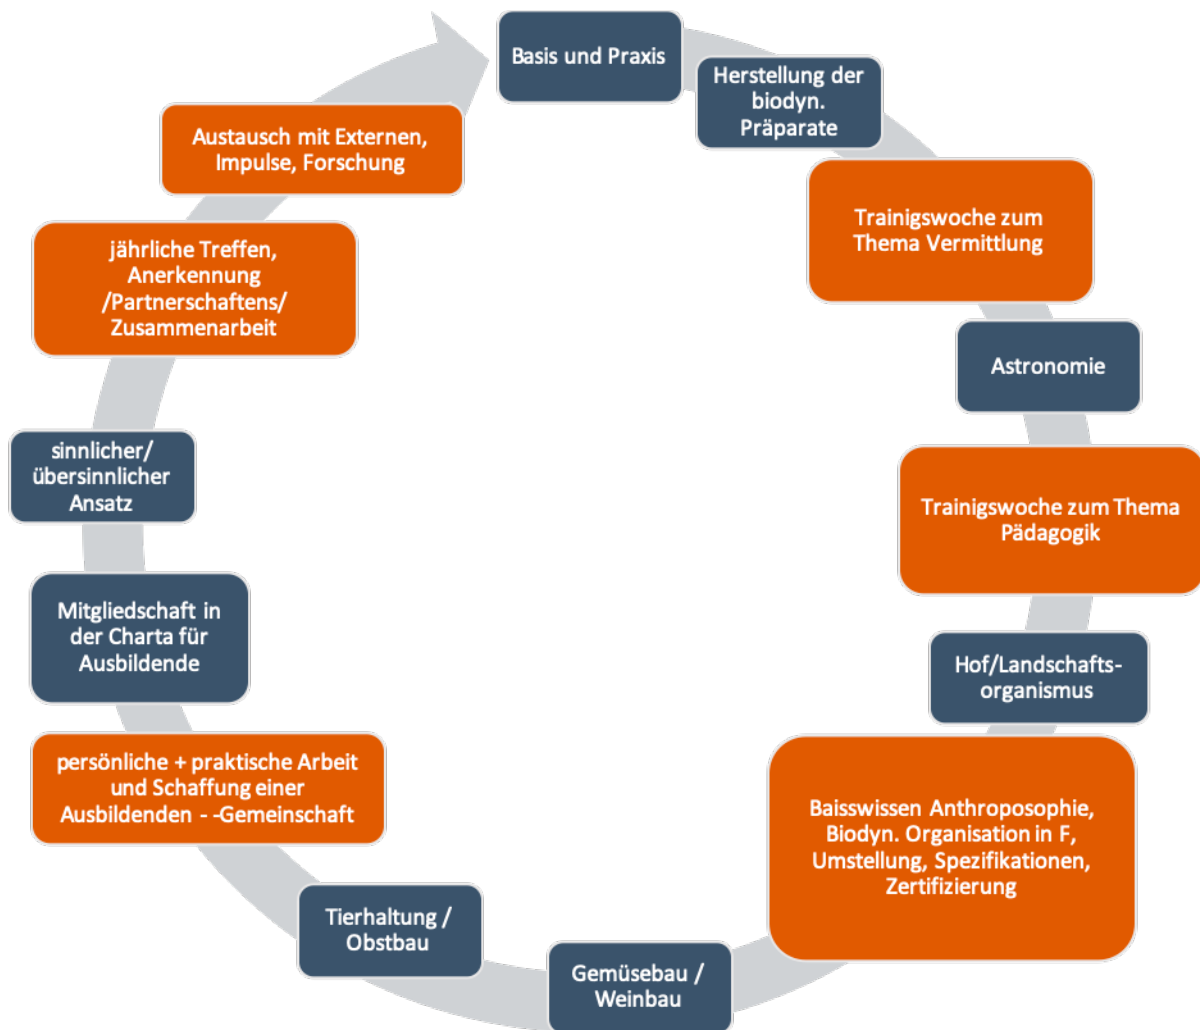 Basis und Praxis
Herstellung der
biodyn.
Präparate
Trainigswoche zum
Thema Vermittlung
Astronomie
Trainigswoche zum Thema
Pädagogik
Hof/Landschafts-
organismus
Baisswissen Anthroposophie,
Biodyn. Organisation in F,
Umstellung, Spezifikationen,
Zertifizierung
Gemüsebau /
Weinbau
Tierhaltung /
Obstbau
persönliche + praktische Arbeit
und Schaffung einer
Ausbildenden - -Gemeinschaft
Mitgliedschaft in
der Charta für
Ausbildende
sinnlicher/
übersinnlicher
Ansatz
jährliche Treffen,
Anerkennung
/Partnerschaftens/
Zusammenarbeit
Austausch mit Externen,
Impulse, Forschung